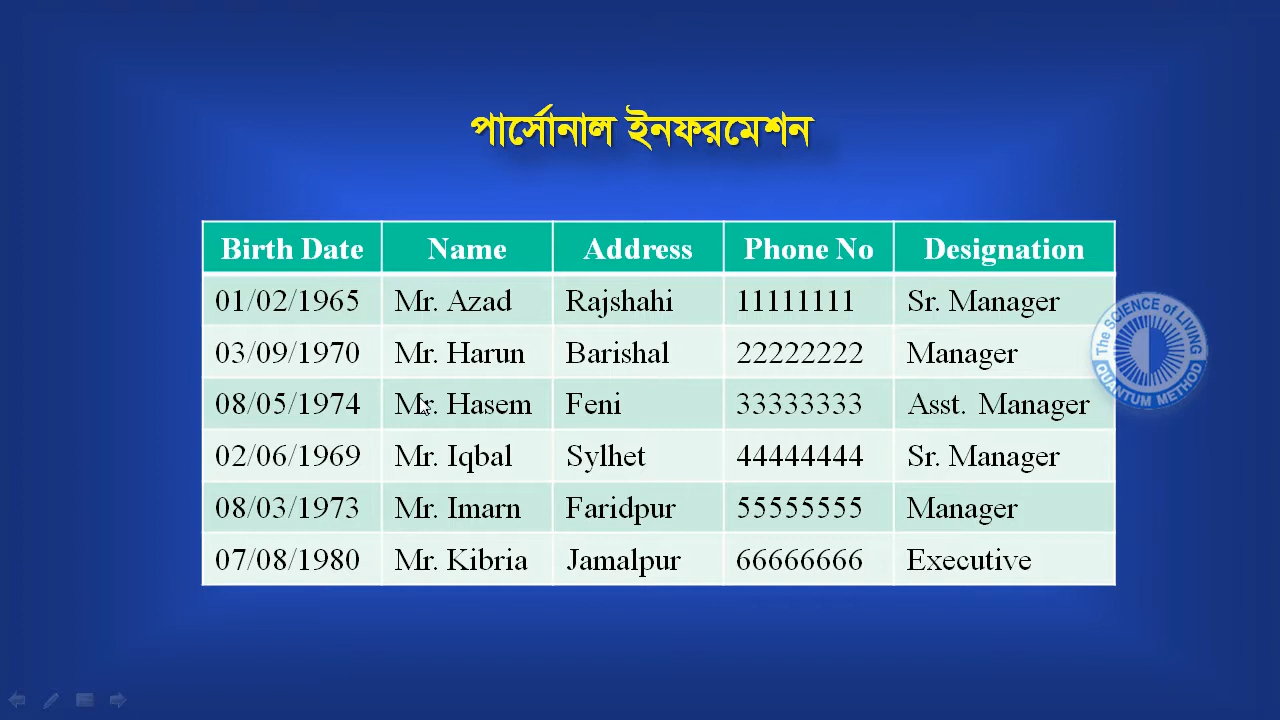 পার্সোনাল ইনফরমেশন
Birth Date Name Address Phone No Designation
01/02/1965 Mr. Azad Rajshahi 11111111 Sr. Manager
03/09/1970 Mr. Harun Barishal 22222222 Manager
08/05/1974 Mr. Hasem Feni 33333333 Asst. Manager
02/06/1969 Mr. Iqbal Sylhet 44444444 Sr. Manager
08/03/1973 Mr. Imarn Faridpur 55555555 Manager
07/08/1980 Mr. Kibria Jamalpur 66666666 Executive
The SCIENCE of LIVING
QUANTUM METHOD